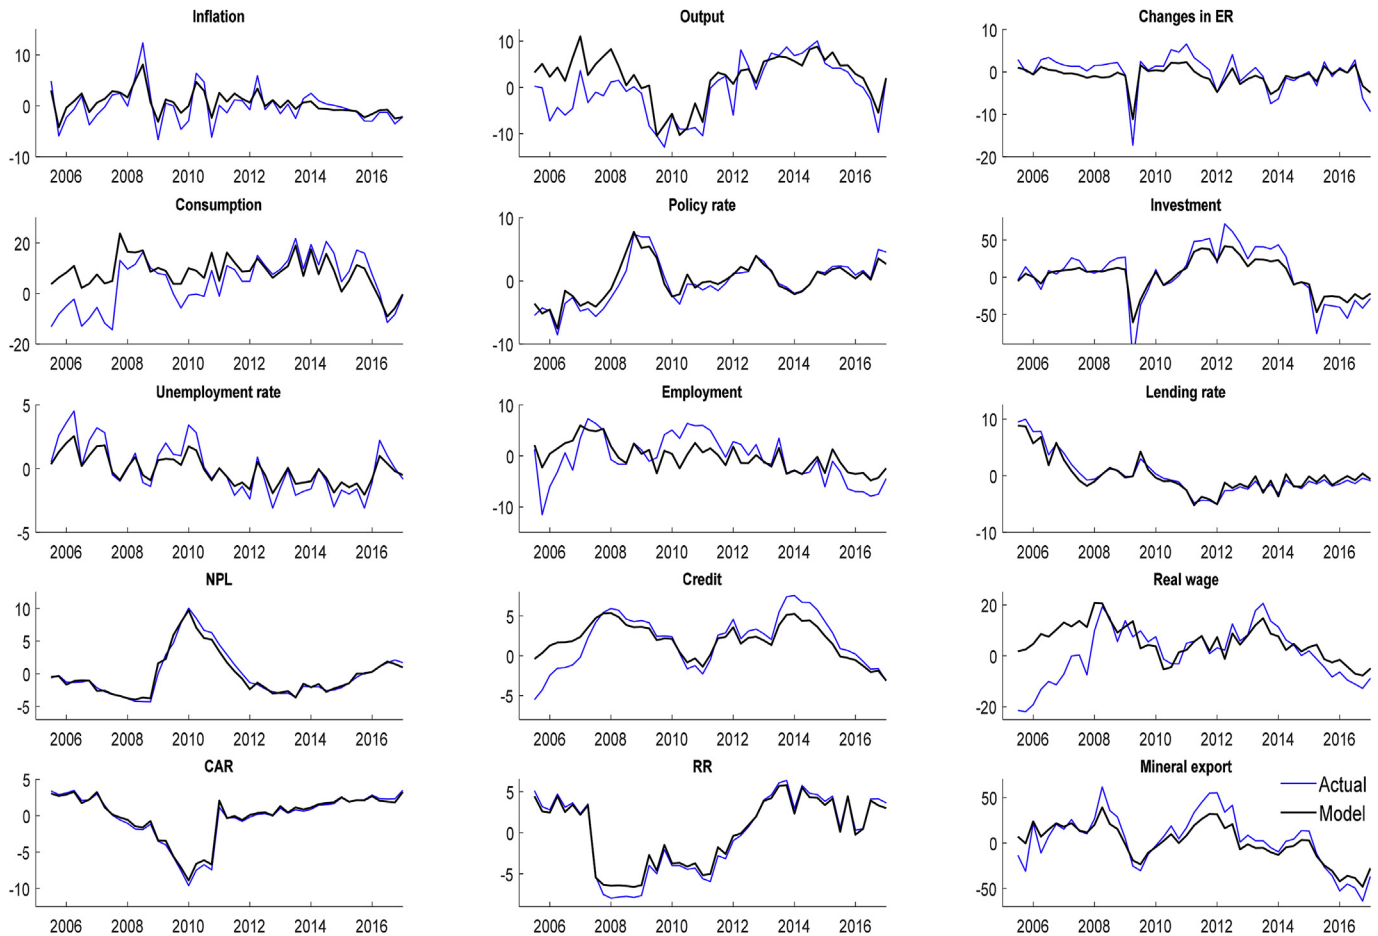 Inflation
10
0
-10
2006 2008 2010 2012 2014 2016
Output
10
0
-10
2006 2008 2010 2012 2014 2016
Changes in ER
10
0
-10
-20
2006 2008 2010 2012 2014 2016
Consumption
20
0
-20
2006 2008 2010 2012 2014 2016
Policy rate
10
0
-10
2006 2008 2010 2012 2014 2016
Investment
50
0
-50
2006 2008 2010 2012 2014 2016
Unemployment rate
5
0
-5
2006 2008 2010 2012 2014 2016
Employment
10
0
-10
2006 2008 2010 2012 2014 2016
Lending rate
10
0
-10
2006 2008 2010 2012 2014 2016
NPL
10
5
0
-5
2006 2008 2010 2012 2014 2016
Credit
5
0
-5
2006 2008 2010 2012 2014 2016
Real wage
20
0
-20
2006 2008 2010 2012 2014 2016
CAR
5
0
-5
-10
2006 2008 2010 2012 2014 2016
RR
5
0
-5
2006 2008 2010 2012 2014 2016
Mineral export
Actual
Model
50
0
-50
2006 2008 2010 2012 2014 2016